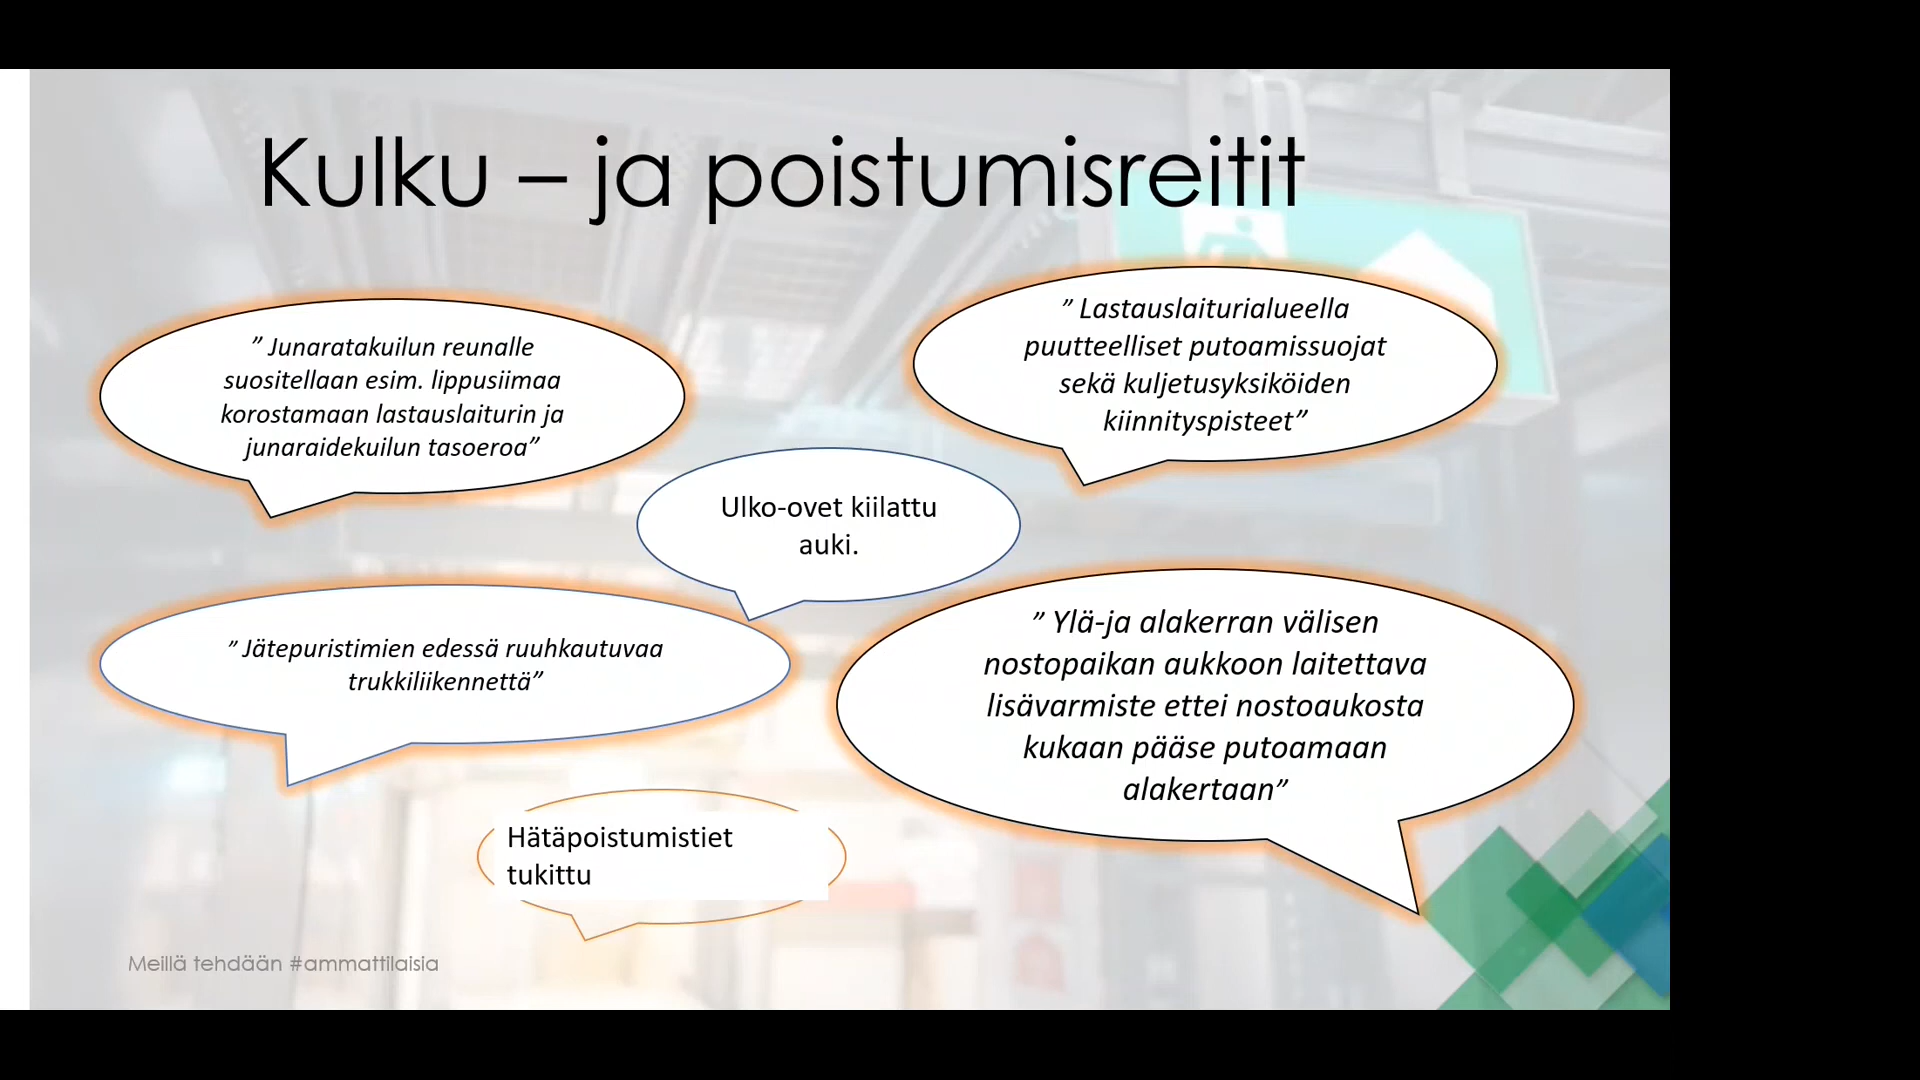 Kulku – ja poistumisreitit
” Junaratakuilun reunalle
suositellaan esim. lippusiimaa
korostamaan lastauslaiturin ja
junaraidekuilun tasoeroa”
” Lastauslaiturialueella
puutteelliset putoamissuojat
sekä kuljetusyksiköiden
kiinnityspisteet”
Ulko-ovet kiilattu
auki.
” Jätepuristimien edessä ruuhkautuvaa
trukkiliikennettä”
” Ylä-ja alakerran välisen
nostopaikan aukkoon laitettava
lisävarmiste ettei nostoaukosta
kukaan pääse putoamaan
alakertaan”
Hätäpoistumistiet
tukittu
Meillä tehdään #ammattilaisia